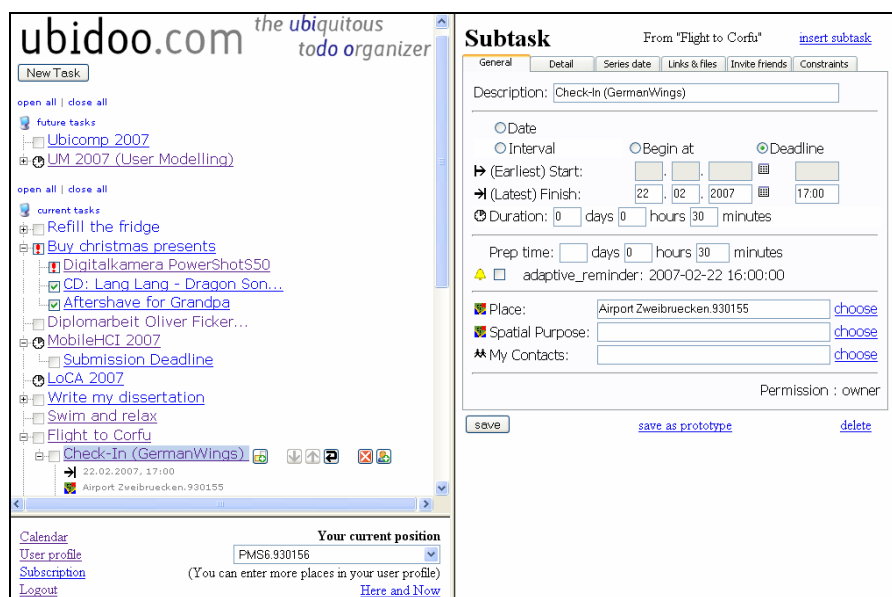 ubidoo.com the ubiquitous
todo organizer
New Task
open all | close all
future tasks
Ubicomp 2007
UM 2007 (User Modelling)
open all | close all
current tasks
Refill the fridge
Buy christmas presents
Digitalkamera PowerShotS50
CD: Lang Lang - Dragon Son...
Aftershave for Grandpa
Diplomarbeit Oliver Ficker...
MobileHCI 2007
Submission Deadline
LoCA 2007
Write my dissertation
Swim and relax
Flight to Corfu
Check-In (GermanWings)
22.02.2007, 17:00
Airport Zweibruecken.930155
Calendar
User profile
Subscription
Logout
Your current position
PMS6.930156
(You can enter more places in your user profile)
Here and Now
Subtask From "Flight to Corfu" insert subtask
General Detail Series date Links & files Invite friends Constraints
Description: Check-In (GermanWings)
Date
Interval Begin at Deadline
(Earliest) Start: . .
(Latest) Finish: 22 . 02 . 2007 17:00
Duration: 0 days 0 hours 30 minutes
Prep time: days 0 hours 30 minutes
adaptive_reminder: 2007-02-22 16:00:00
Place: Airport Zweibruecken.930155 choose
Spatial Purpose: choose
My Contacts: choose
Permission : owner
save save as prototype delete